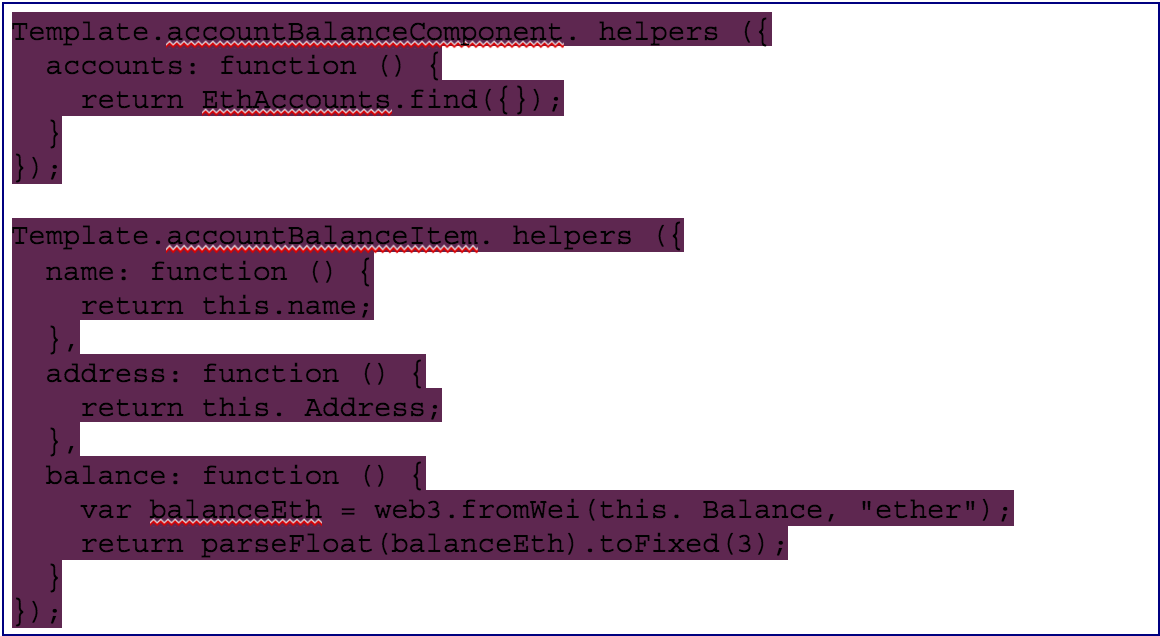 Template.accountBalanceComponent. helpers ({
  accounts: function () {
    return EthAccounts.find({});
  }
});

Template.accountBalanceItem. helpers ({
  name: function () {
    return this.name;
  },
  address: function () {
    return this. Address;
  },
  balance: function () {
    var balanceEth = web3.fromWei(this. Balance, "ether");
    return parseFloat(balanceEth).toFixed(3);
  }
});